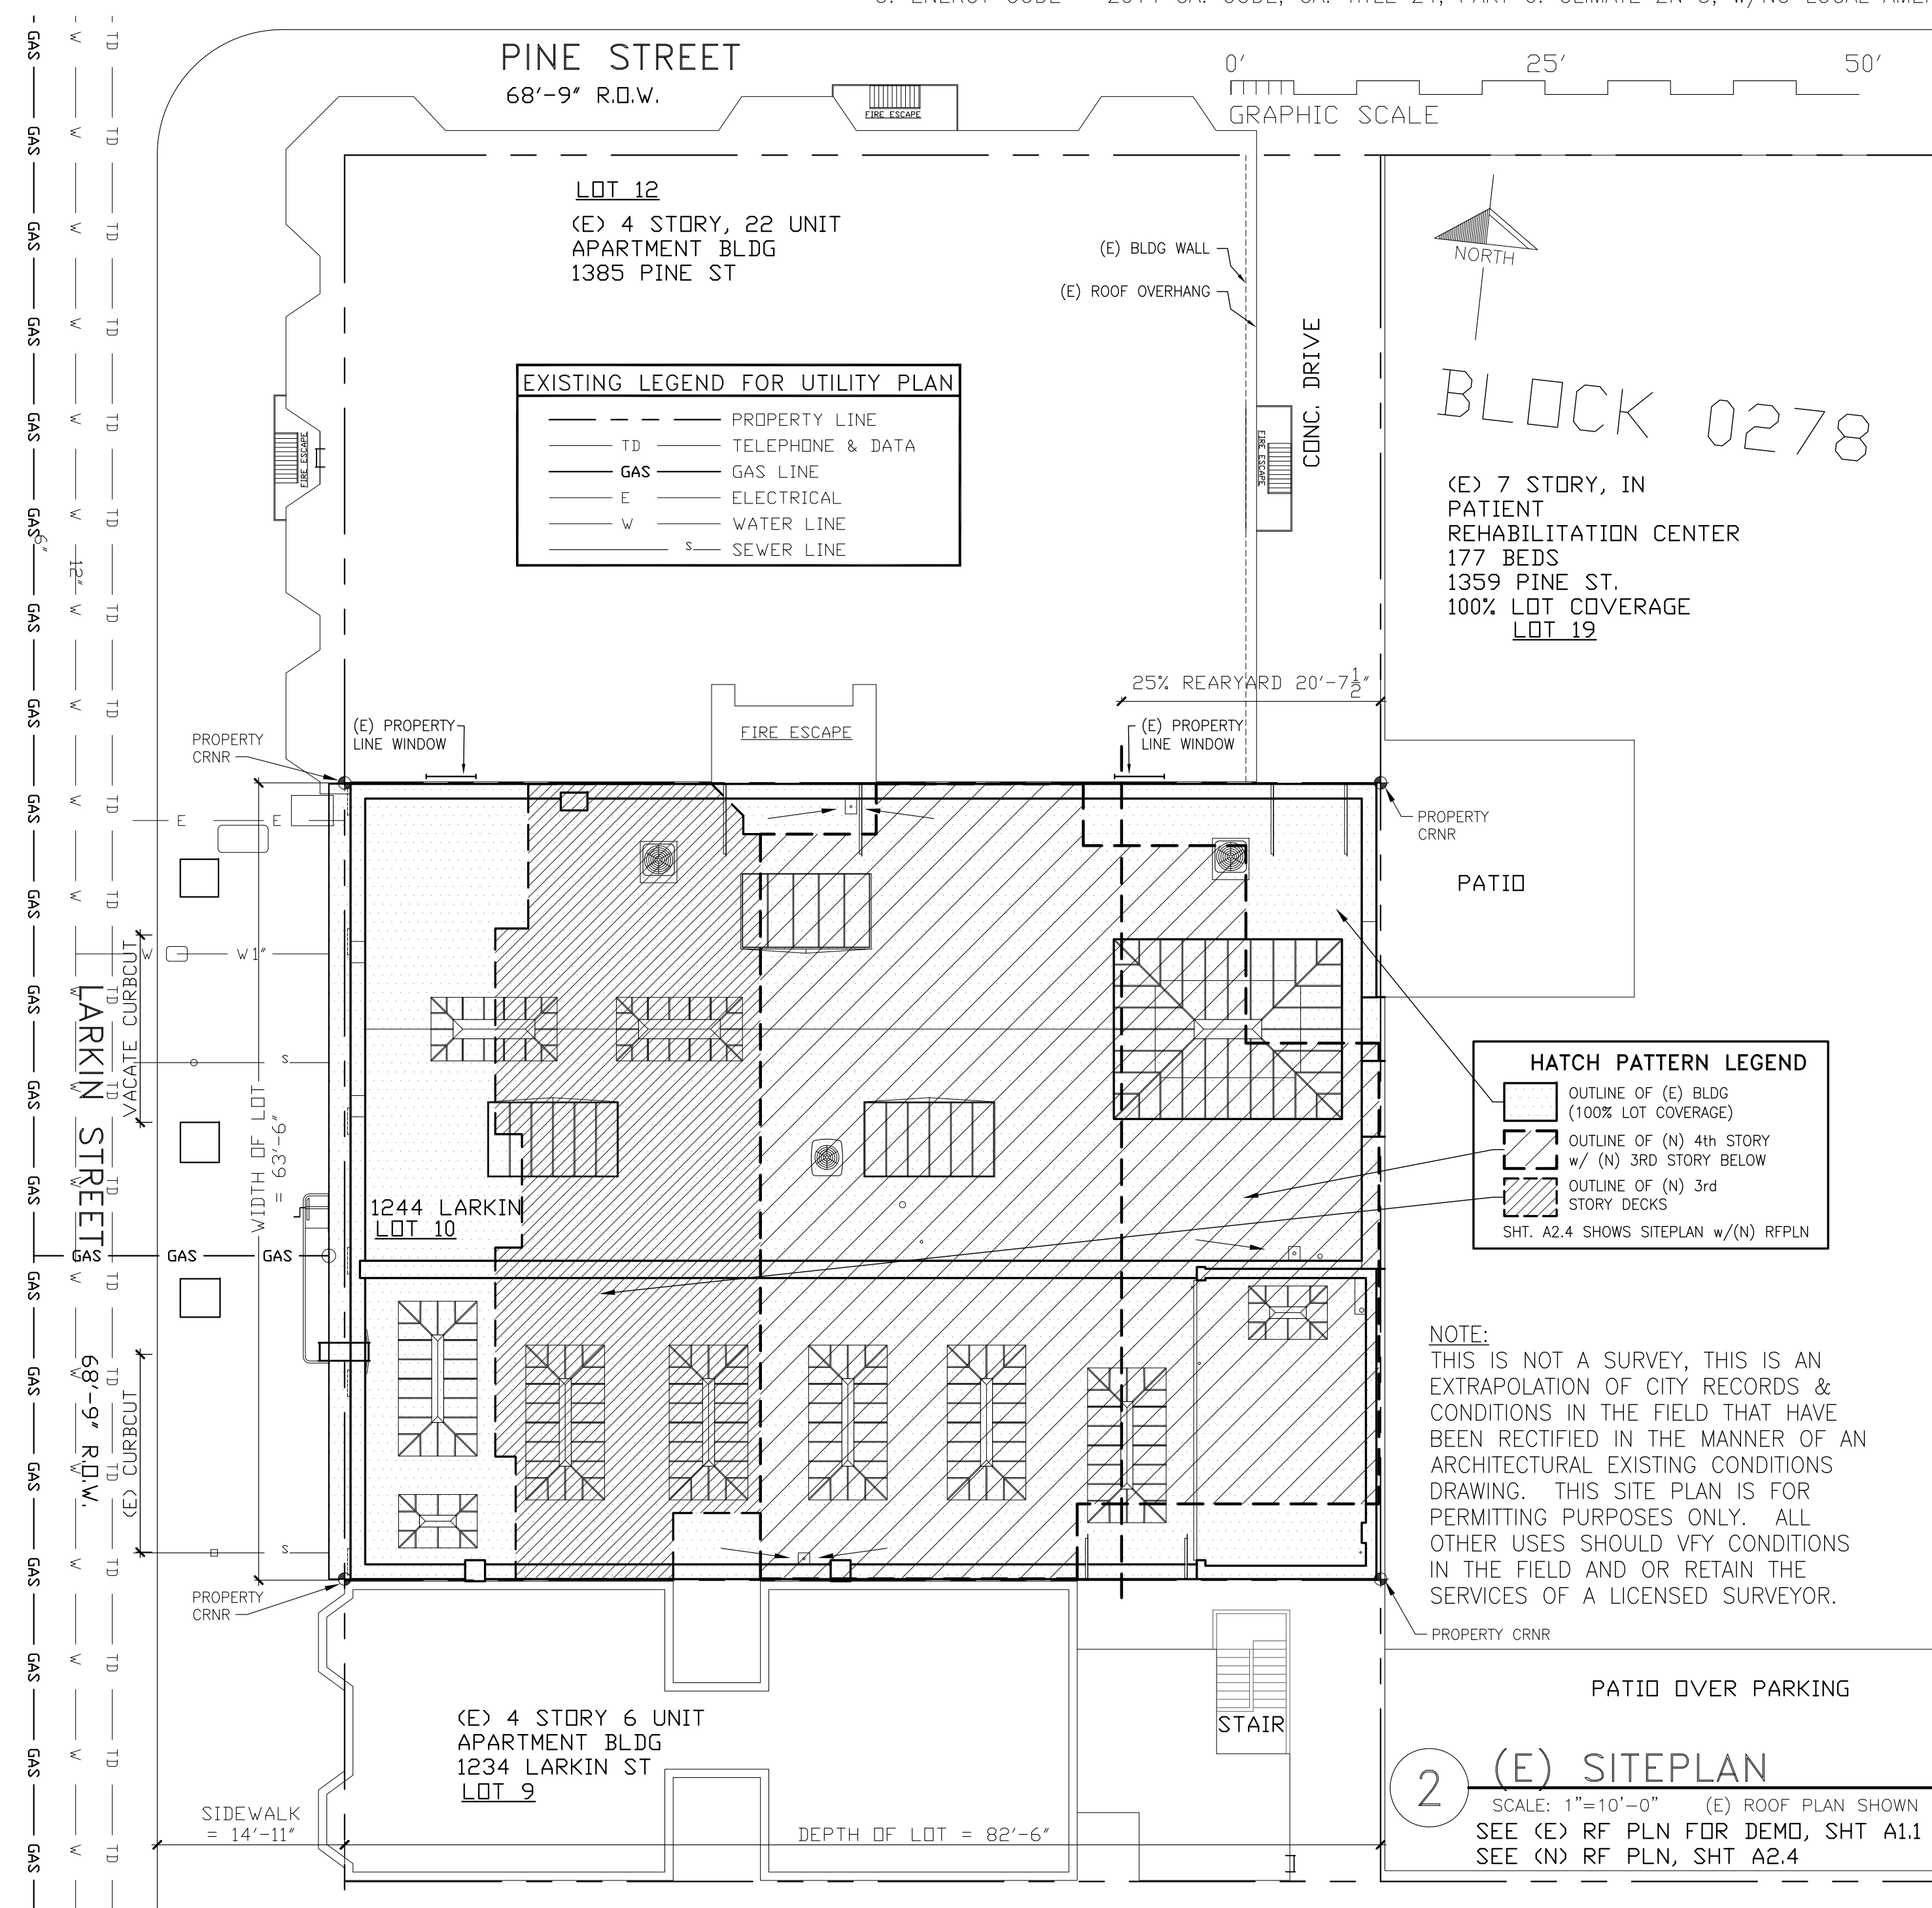 PINE STREET
68'-9" R.O.W.
FIRE ESCAPE
0' 25' 50'
GRAPHIC SCALE
LOT 12
(E) 4 STORY, 22 UNIT
APARTMENT BLDG
1385 PINE ST
(E) BLDG WALL
(E) ROOF OVERHANG
CONC. DRIVE
NORTH
BLOCK 0278
EXISTING LEGEND FOR UTILITY PLAN
PROPERTY LINE
TD TELEPHONE & DATA
GAS GAS LINE
E ELECTRICAL
W WATER LINE
S SEWER LINE
FIRE ESCAPE
FIRE ESCAPE
(E) 7 STORY, IN
PATIENT
REHABILITATION CENTER
177 BEDS
1359 PINE ST.
100% LOT COVERAGE
LOT 19
6"
12"
25% REARYARD 20'-7 1/2"
(E) PROPERTY
LINE WINDOW
FIRE ESCAPE
(E) PROPERTY
LINE WINDOW
PROPERTY
CRNR
PROPERTY
CRNR
PATIO
E E
W W1"
S
VACATE CURBCUT
LARKIN STREET
68'-9" R.O.W.
WIDTH OF LOT
= 63'-6"
GAS GAS GAS
(E) CURBCUT
S
1244 LARKIN
LOT 10
HATCH PATTERN LEGEND
OUTLINE OF (E) BLDG
(100% LOT COVERAGE)
OUTLINE OF (N) 4th STORY
w/ (N) 3RD STORY BELOW
OUTLINE OF (N) 3rd
STORY DECKS
SHT. A2.4 SHOWS SITEPLAN w/(N) RFPLN
NOTE:
THIS IS NOT A SURVEY, THIS IS AN
EXTRAPOLATION OF CITY RECORDS &
CONDITIONS IN THE FIELD THAT HAVE
BEEN RECTIFIED IN THE MANNER OF AN
ARCHITECTURAL EXISTING CONDITIONS
DRAWING. THIS SITE PLAN IS FOR
PERMITTING PURPOSES ONLY. ALL
OTHER USES SHOULD VFY CONDITIONS
IN THE FIELD AND OR RETAIN THE
SERVICES OF A LICENSED SURVEYOR.
PROPERTY
CRNR
PROPERTY CRNR
PATIO OVER PARKING
(E) 4 STORY 6 UNIT
APARTMENT BLDG
1234 LARKIN ST
LOT 9
STAIR
SIDEWALK
= 14'-11"
DEPTH OF LOT = 82'-6"
2 (E) SITEPLAN
SCALE: 1"=10'-0" (E) ROOF PLAN SHOWN
SEE (E) RF PLN FOR DEMO, SHT A1.1
SEE (N) RF PLN, SHT A2.4